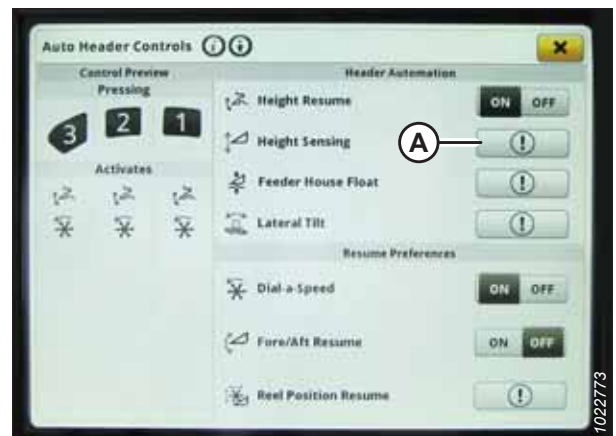 Auto Header Controls
Control Preview
Pressing
3 2 1
Activates
Header Automation
Height Resume ON OFF
Height Sensing
A
Feeder House Float
Lateral Tilt
Resume Preferences
Dial-a-Speed ON OFF
Fore/Aft Resume ON OFF
Reel Position Resume
1022773